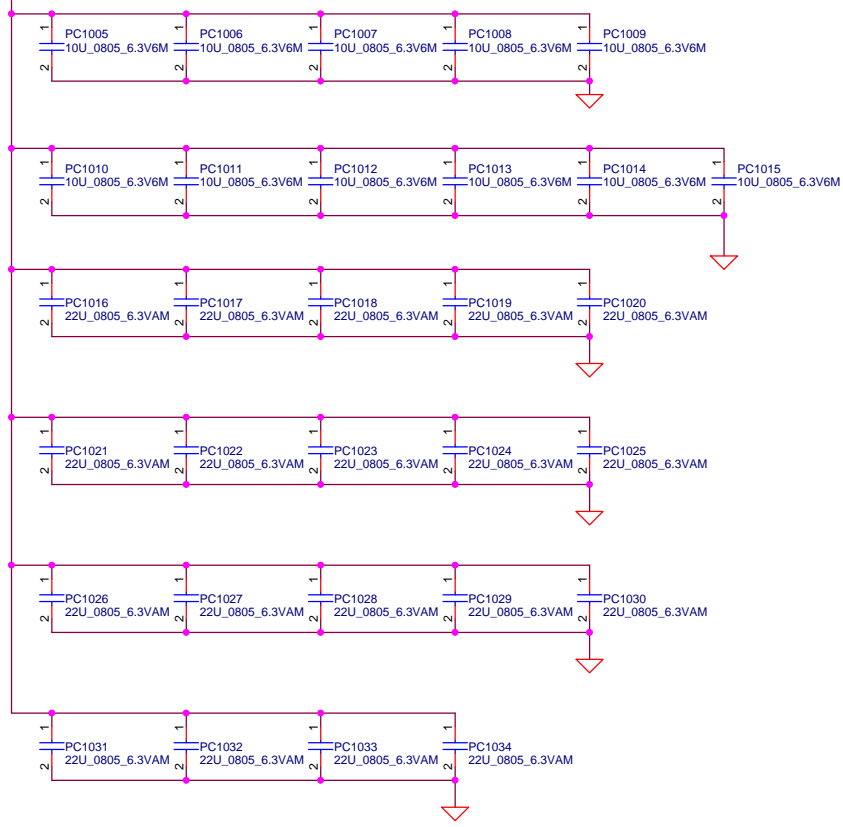 1 1 1 1 1
PC1005 PC1006 PC1007 PC1008 PC1009
10U_0805_6.3V6M 10U_0805_6.3V6M 10U_0805_6.3V6M 10U_0805_6.3V6M 10U_0805_6.3V6M
2 2 2 2 2
1 1 1 1 1 1
PC1010 PC1011 PC1012 PC1013 PC1014 PC1015
10U_0805_6.3V6M 10U_0805_6.3V6M 10U_0805_6.3V6M 10U_0805_6.3V6M 10U_0805_6.3V6M 10U_0805_6.3V6M
2 2 2 2 2 2
1 1 1 1 1
PC1016 PC1017 PC1018 PC1019 PC1020
22U_0805_6.3VAM 22U_0805_6.3VAM 22U_0805_6.3VAM 22U_0805_6.3VAM 22U_0805_6.3VAM
2 2 2 2 2
1 1 1 1 1
PC1021 PC1022 PC1023 PC1024 PC1025
22U_0805_6.3VAM 22U_0805_6.3VAM 22U_0805_6.3VAM 22U_0805_6.3VAM 22U_0805_6.3VAM
2 2 2 2 2
1 1 1 1 1
PC1026 PC1027 PC1028 PC1029 PC1030
22U_0805_6.3VAM 22U_0805_6.3VAM 22U_0805_6.3VAM 22U_0805_6.3VAM 22U_0805_6.3VAM
2 2 2 2 2
1 1 1 1
PC1031 PC1032 PC1033 PC1034
22U_0805_6.3VAM 22U_0805_6.3VAM 22U_0805_6.3VAM 22U_0805_6.3VAM
2 2 2 2